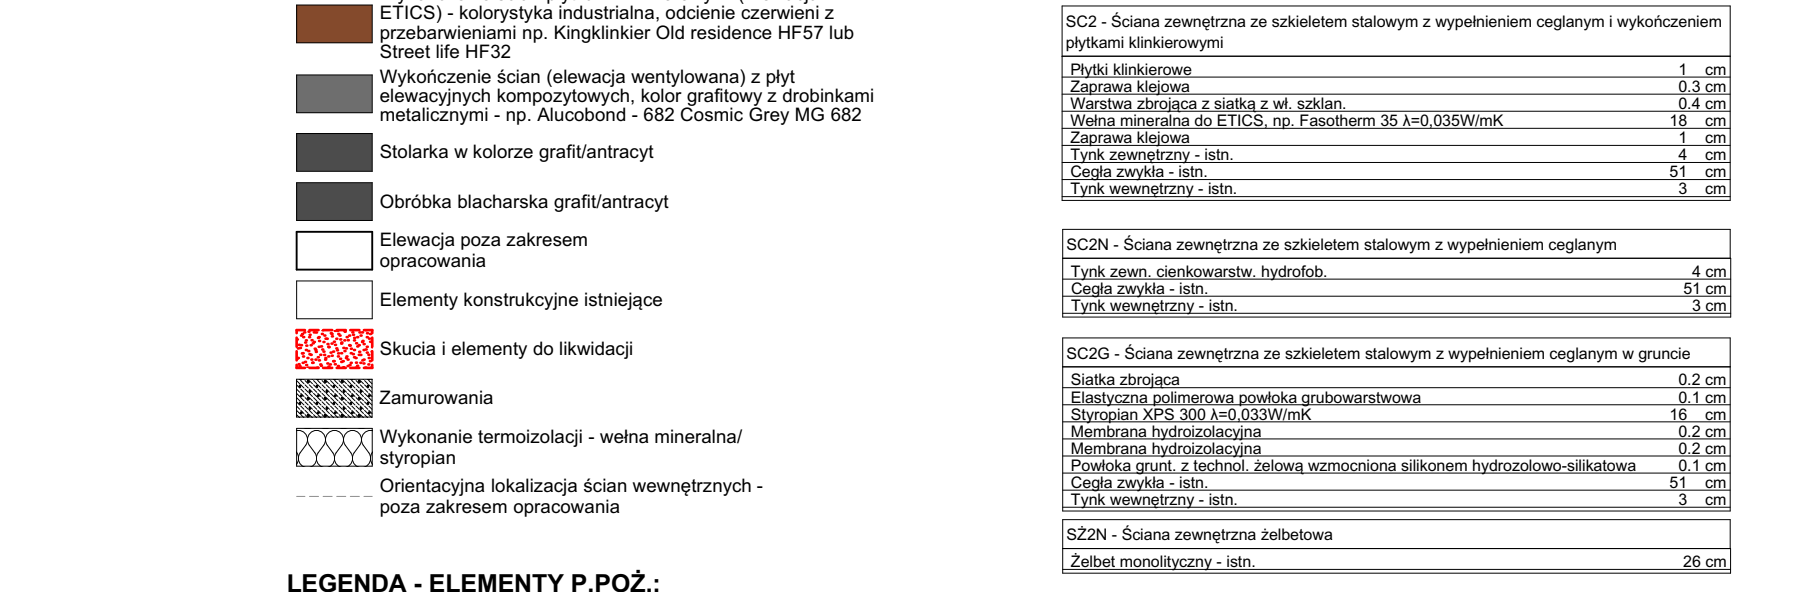 ETICS) - kolorystyka industrialna, odcienie czerwieni z
przebarwieniami np. Kingklinkier Old residence HF57 lub
Street life HF32
Wykończenie ścian (elewacja wentylowana) z płyt
elewacyjnych kompozytowych, kolor grafitowy z drobinkami
metalicznymi - np. Alucobond - 682 Cosmic Grey MG 682
Stolarka w kolorze grafit/antracyt
Obróbka blacharska grafit/antracyt
Elewacja poza zakresem
opracowania
Elementy konstrukcyjne istniejące
Skucia i elementy do likwidacji
Zamurowania
Wykonanie termoizolacji - wełna mineralna/
styropian
Orientacyjna lokalizacja ścian wewnętrznych -
poza zakresem opracowania
LEGENDA - ELEMENTY P.POŻ.:
SC2 - Ściana zewnętrzna ze szkieletem stalowym z wypełnieniem ceglanym i wykończeniem
płytkami klinkierowymi
Płytki klinkierowe 1 cm
Zaprawa klejowa 0.3 cm
Warstwa zbrojąca z siatką z wł. szklan. 0.4 cm
Wełna mineralna do ETICS, np. Fasotherm 35 λ=0,035W/mK 18 cm
Zaprawa klejowa 1 cm
Tynk zewnętrzny - istn. 4 cm
Cegła zwykła - istn. 51 cm
Tynk wewnętrzny - istn. 3 cm
SC2N - Ściana zewnętrzna ze szkieletem stalowym z wypełnieniem ceglanym
Tynk zewn. cienkowarstw. hydrofob. 4 cm
Cegła zwykła - istn. 51 cm
Tynk wewnętrzny - istn. 3 cm
SC2G - Ściana zewnętrzna ze szkieletem stalowym z wypełnieniem ceglanym w gruncie
Siatka zbrojąca 0.2 cm
Elastyczna polimerowa powłoka grubowarstwowa 0.1 cm
Styropian XPS 300 λ=0,033W/mK 16 cm
Membrana hydroizolacyjna 0.2 cm
Membrana hydroizolacyjna 0.2 cm
Powłoka grunt. z technol. żelową wzmocniona silikonem hydrozolowo-silikatowa 0.1 cm
Cegła zwykła - istn. 51 cm
Tynk wewnętrzny - istn. 3 cm
SŻ2N - Ściana zewnętrzna żelbetowa
Żelbet monolityczny - istn. 26 cm